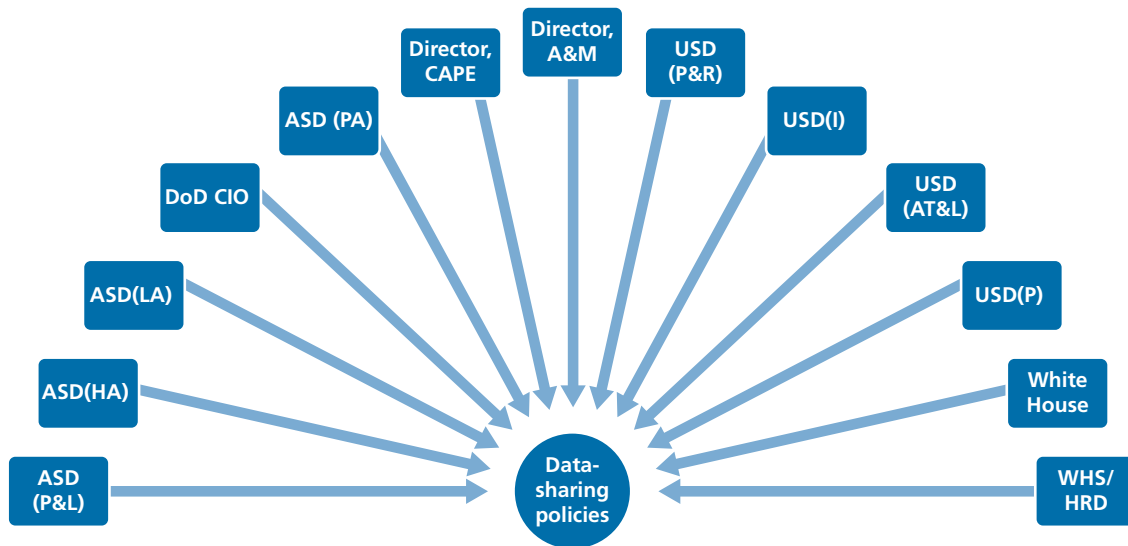 Director,
A&M
Director,
CAPE
USD
(P&R)
ASD (PA)
USD(I)
DoD CIO
USD
(AT&L)
ASD(LA)
USD(P)
ASD(HA)
White
House
ASD
(P&L)
Data-
sharing
policies
WHS/
HRD